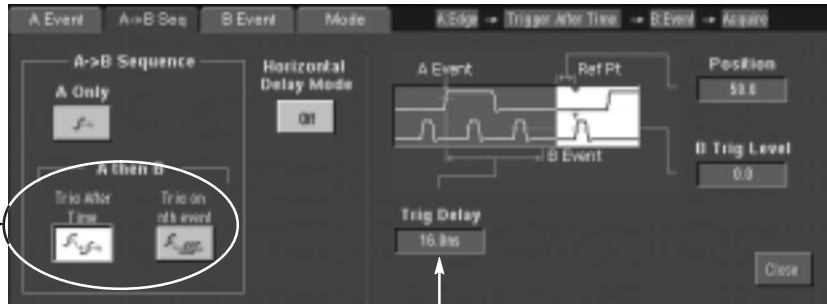 A Event
A->B Seq
B Event
Mode
A:Edge → Trigger After Time → B:Event → Acquire
A->B Sequence
A Only
A then B
Trig After Time
Trig on nth event
Horizontal Delay Mode
Off
A Event
Ref Pt
B Event
Trig Delay
16.0ns
Position
50.0
B Trig Level
0.0
Close